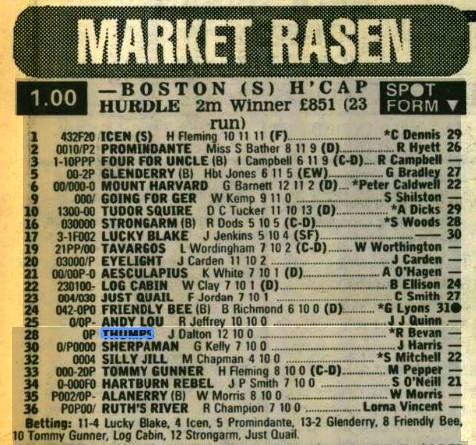 MARKET RASEN
1.00 —BOSTON (S) H'CAP SPOT
HURDLE 2m Winner £851 (23 FORM ▼
run)
1 432F20 ICEN (S) H Fleming 10 11 11 (F) *C Dennis 29
2 0010/P2 PROMINDANTE Miss S Bather 8 11 9 (D) R Hyett 26
3 1-10PPP FOUR FOR UNCLE (B) I Campbell 6 11 9 (C-D) R Campbell —
5 00-2P GLENDERRY (B) Hbt Jones 6 11 5 (EW) G Bradley 27
6 00/000-0 MOUNT HARVARD G Barnett 12 11 2 (D) *Peter Caldwell 22
9 000/ GOING FOR GER W Kemp 9 11 0 S Shilston —
10 1300-00 TUDOR SQUIRE D C Tucker 11 10 13 (D) *A Dicks 29
16 030000 STRONGARM (B) R Dods 5 10 5 (C-D) *S Woods 28
17 3-1F002 LUCKY BLAKE J Jenkins 5 10 4 (SF) — 30
19 21PP/00 TAVARGOS L Wordingham 7 10 2 (C-D) W Worthington —
20 03000/P EYELIGHT J Carden 11 10 2 J Carden —
21 00/00P-0 AESCULAPIUS K White 7 10 1 (D) A O'Hagen —
22 230100- LOG CABIN W Clay 7 10 1 (D) B Ellison 24
23 004/030 JUST QUAIL F Jordan 7 10 1 C Smith 27
24 042-0P0 FRIENDLY BEE (B) B Richmond 6 10 0 (D) *G Lyons 31●
25 0/0P- ANDY LOU R Jeffrey 10 10 0 J J Quinn —
28 0P THUMPS J Dalton 12 10 0 *R Bevan —
30 0/P0000 SHERPAMAN G Kelly 7 10 0 J Harris —
32 0004 SILLY JILL M Chapman 4 10 0 *S Mitchell 22
33 000-20P TOMMY GUNNER H Fleming 8 10 0 (C-D) M Pepper —
34 0-000F0 HARTBURN REBEL J P Smith 7 10 0 S O'Neill 21
35 P002/0P- ALANERRY (B) W Morris 8 10 0 W Morris —
36 P0P00/ RUTH'S RIVER R Champion 7 10 0 Lorna Vincent —
Betting: 11-4 Lucky Blake, 4 Icen, 5 Promindante, 13-2 Glenderry, 8 Friendly Bee,
10 Tommy Gunner, Log Cabin, 12 Strongarm, Just Quail.